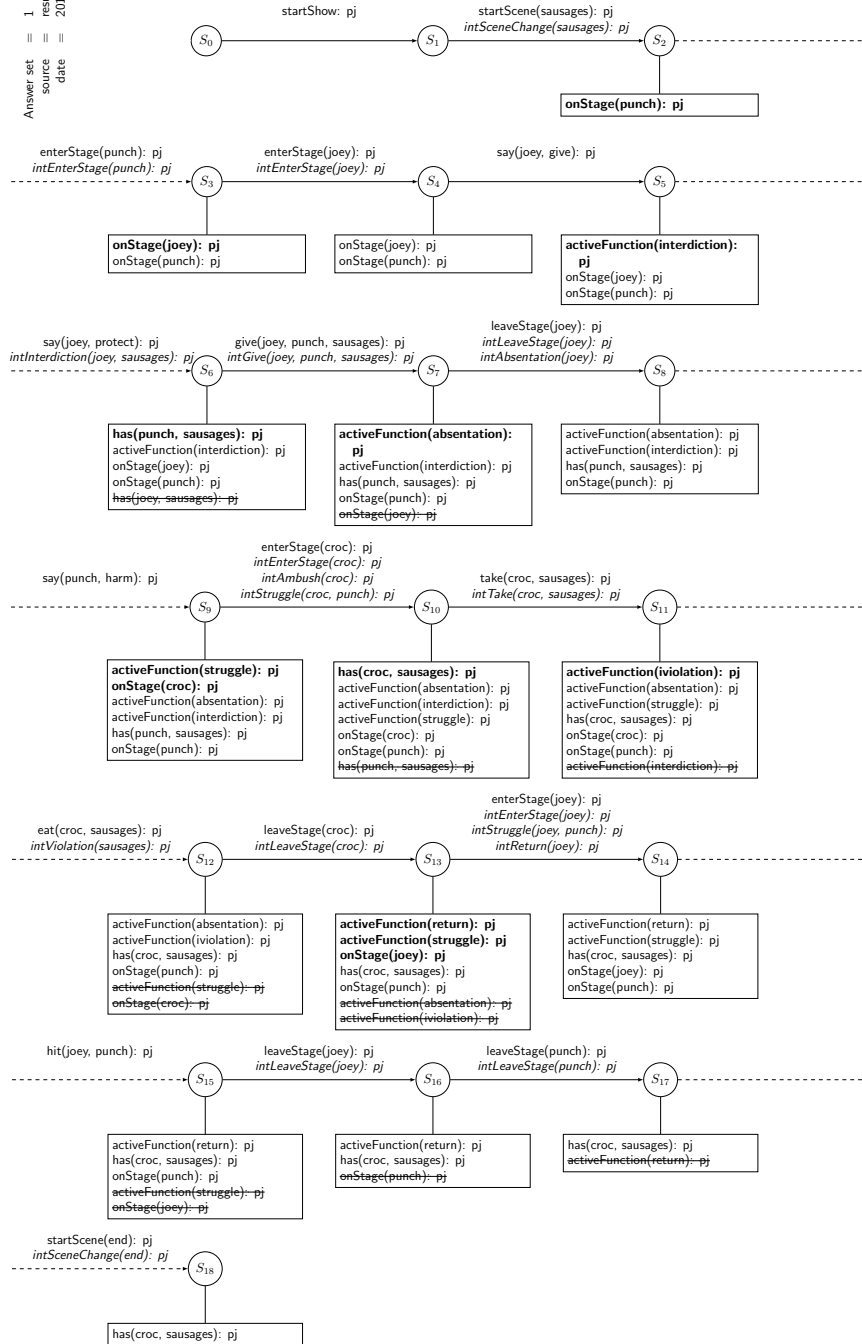 Answer set = 1
source = resu
date = 201
startShow: pj
startScene(sausages): pj
intSceneChange(sausages): pj
S0
S1
S2
onStage(punch): pj
enterStage(punch): pj
intEnterStage(punch): pj
enterStage(joey): pj
intEnterStage(joey): pj
say(joey, give): pj
S3
S4
S5
onStage(joey): pj
onStage(punch): pj
onStage(joey): pj
onStage(punch): pj
activeFunction(interdiction):
pj
onStage(joey): pj
onStage(punch): pj
say(joey, protect): pj
intInterdiction(joey, sausages): pj
give(joey, punch, sausages): pj
intGive(joey, punch, sausages): pj
leaveStage(joey): pj
intLeaveStage(joey): pj
intAbsentation(joey): pj
S6
S7
S8
has(punch, sausages): pj
activeFunction(interdiction): pj
onStage(joey): pj
onStage(punch): pj
has(joey, sausages): pj
activeFunction(absentation):
pj
activeFunction(interdiction): pj
has(punch, sausages): pj
onStage(punch): pj
onStage(joey): pj
activeFunction(absentation): pj
activeFunction(interdiction): pj
has(punch, sausages): pj
onStage(punch): pj
say(punch, harm): pj
enterStage(croc): pj
intEnterStage(croc): pj
intAmbush(croc): pj
intStruggle(croc, punch): pj
take(croc, sausages): pj
intTake(croc, sausages): pj
S9
S10
S11
activeFunction(struggle): pj
onStage(croc): pj
activeFunction(absentation): pj
activeFunction(interdiction): pj
has(punch, sausages): pj
onStage(punch): pj
has(croc, sausages): pj
activeFunction(absentation): pj
activeFunction(interdiction): pj
activeFunction(struggle): pj
onStage(croc): pj
onStage(punch): pj
has(punch, sausages): pj
activeFunction(iviolation): pj
activeFunction(absentation): pj
activeFunction(struggle): pj
has(croc, sausages): pj
onStage(croc): pj
onStage(punch): pj
activeFunction(interdiction): pj
eat(croc, sausages): pj
intViolation(sausages): pj
leaveStage(croc): pj
intLeaveStage(croc): pj
enterStage(joey): pj
intEnterStage(joey): pj
intStruggle(joey, punch): pj
intReturn(joey): pj
S12
S13
S14
activeFunction(absentation): pj
activeFunction(iviolation): pj
has(croc, sausages): pj
onStage(punch): pj
activeFunction(struggle): pj
onStage(croc): pj
activeFunction(return): pj
activeFunction(struggle): pj
onStage(joey): pj
has(croc, sausages): pj
onStage(punch): pj
activeFunction(absentation): pj
activeFunction(iviolation): pj
activeFunction(return): pj
activeFunction(struggle): pj
has(croc, sausages): pj
onStage(joey): pj
onStage(punch): pj
hit(joey, punch): pj
leaveStage(joey): pj
intLeaveStage(joey): pj
leaveStage(punch): pj
intLeaveStage(punch): pj
S15
S16
S17
activeFunction(return): pj
has(croc, sausages): pj
onStage(punch): pj
activeFunction(struggle): pj
onStage(joey): pj
activeFunction(return): pj
has(croc, sausages): pj
onStage(punch): pj
has(croc, sausages): pj
activeFunction(return): pj
startScene(end): pj
intSceneChange(end): pj
S18
has(croc, sausages): pj